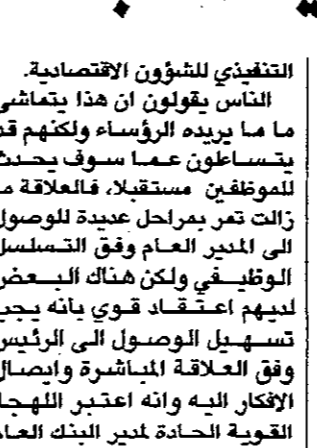 التنفيذي للشؤون الاقتصادية.
الناس يقولون ان هذا يتماشى
ما ما يريده الرؤساء ولكنهم قد
يتساطون عما سوف يحدث
للموظفين مستقبلا، فالعلاقة ما
زالت تمر بمراحل عديدة للوصول
الى المدير العام وفق التسلسل
الوظيفي ولكن هناك البعض
لديهم اعتقاد قوي بانه يجب
تسهيل الوصول الى الرئيس
وفق العلاقة المباشرة وايصال
الافكار اليه وانه اعتبر اللهجة
القوية الحادة لمدير البنك العام